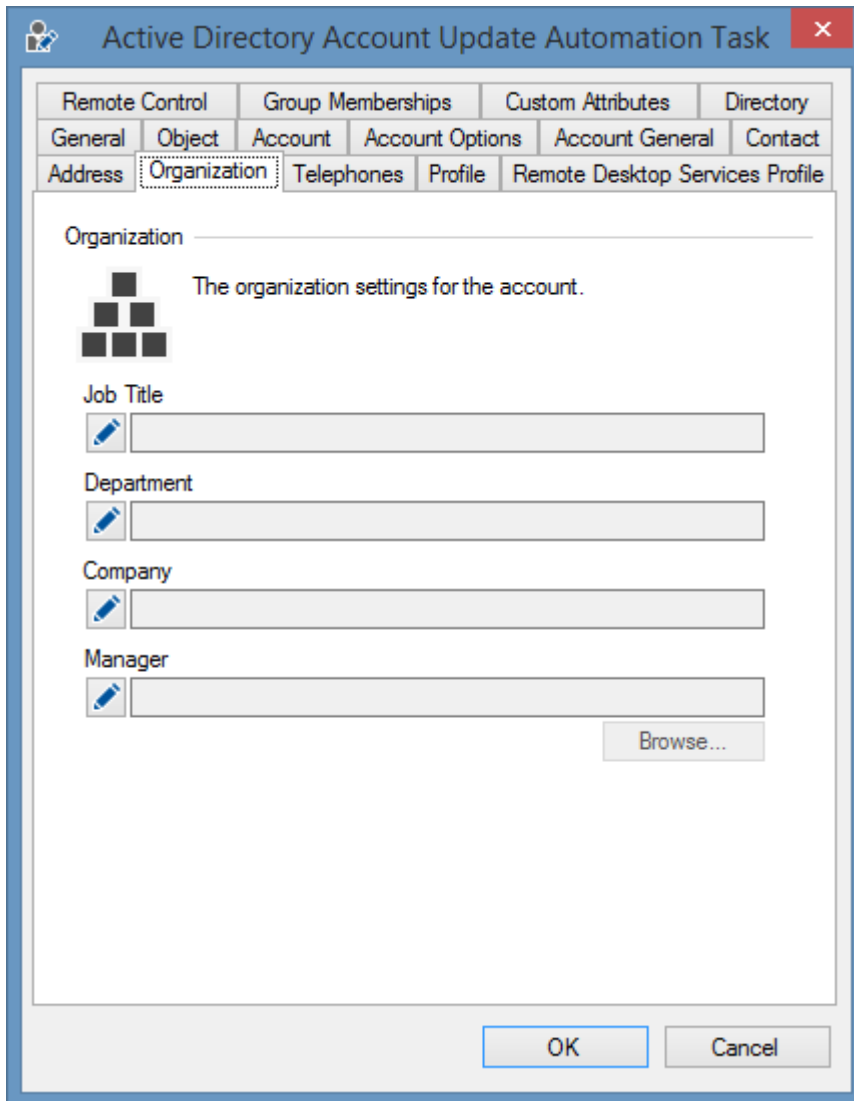 Active Directory Account Update Automation Task
Remote Control Group Memberships Custom Attributes Directory
General Object Account Account Options Account General Contact
Address Organization Telephones Profile Remote Desktop Services Profile
Organization
The organization settings for the account.
Job Title
Department
Company
Manager
Browse...
OK Cancel